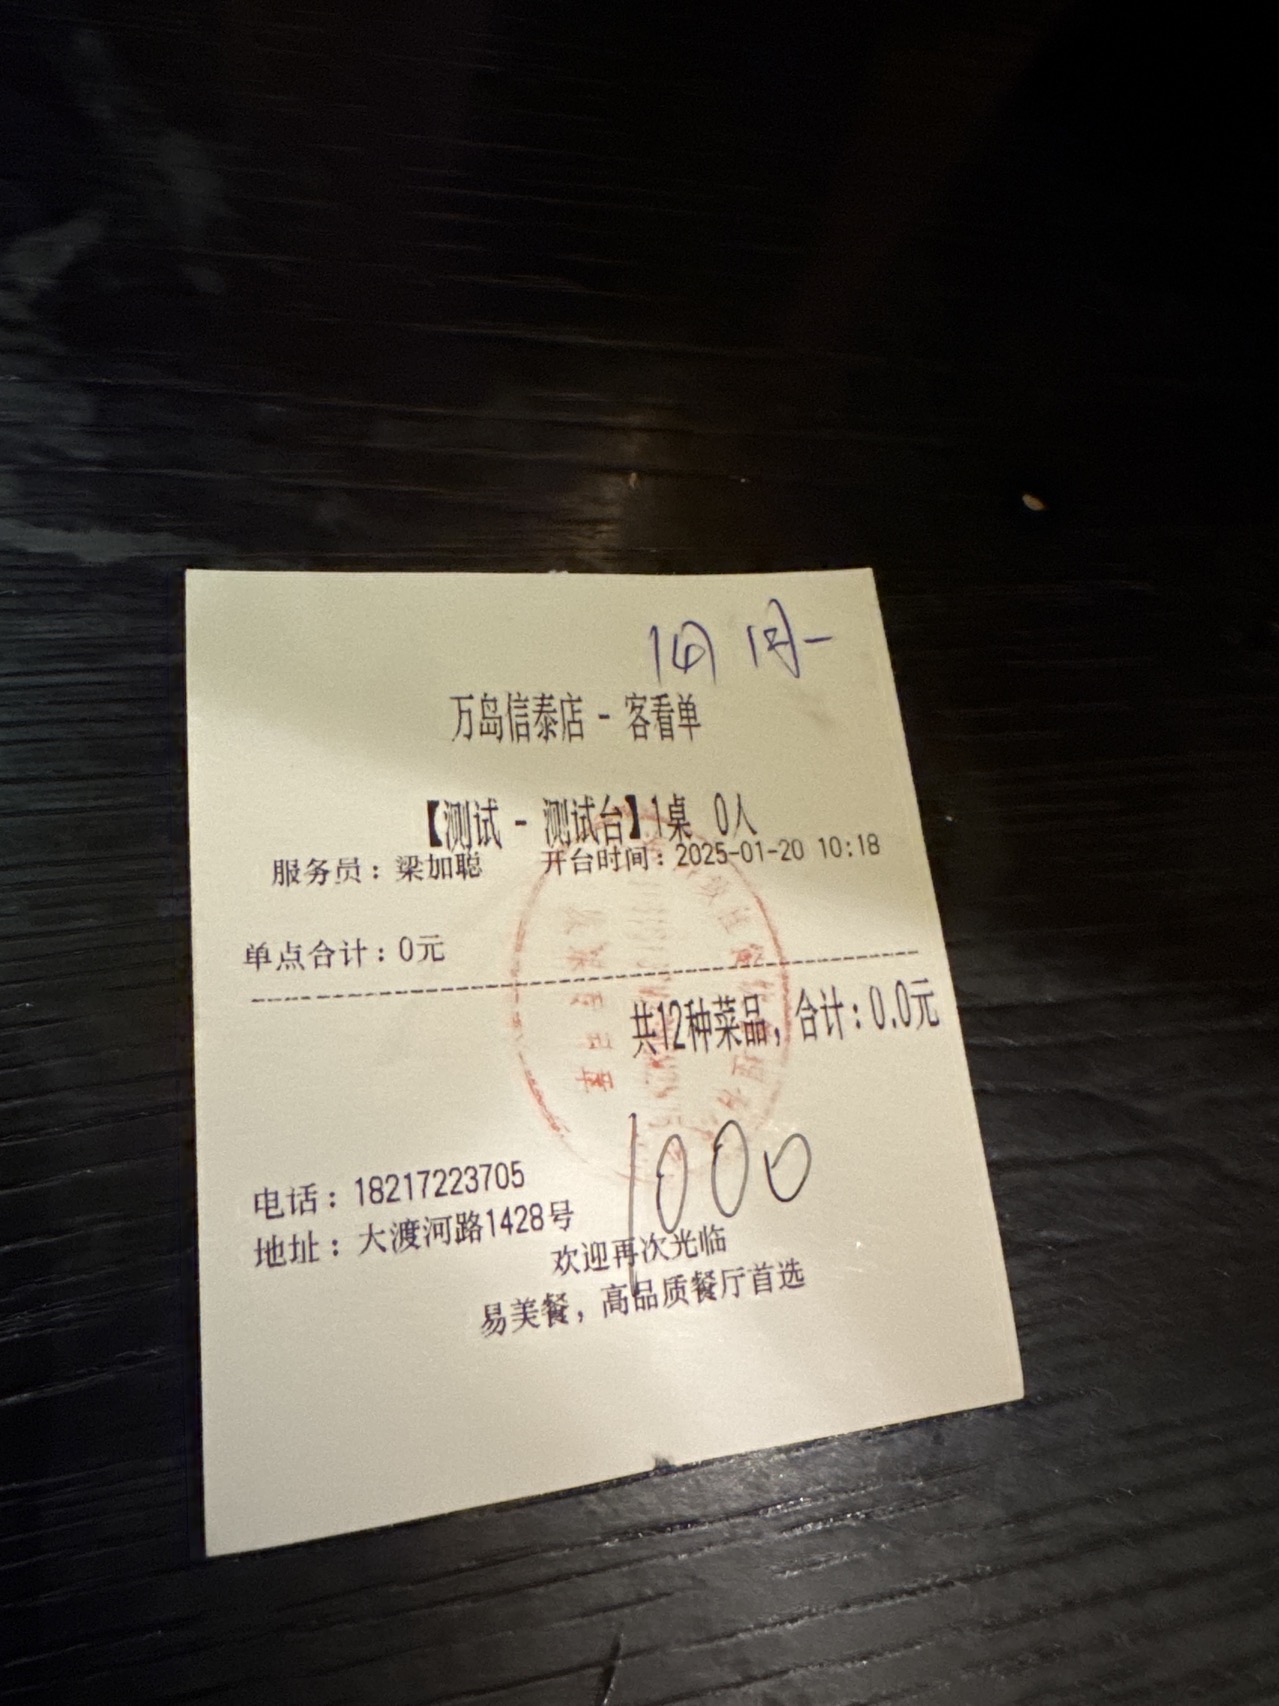 万岛信泰店 - 客看单
【测试 - 测试台】1桌 0人
服务员：梁加聪 开台时间：2025-01-20 10:18
单点合计：0元
共12种菜品，合计：0.0元
1000
电话：18217223705
地址：大渡河路1428号
欢迎再次光临
易美餐，高品质餐厅首选